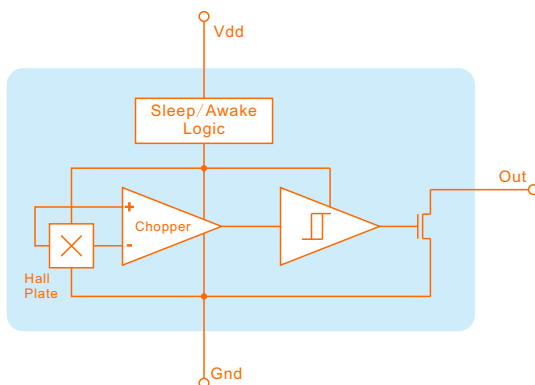 Vdd
Sleep/Awake
Logic
Out
+
Chopper
-
Hall
Plate
Gnd